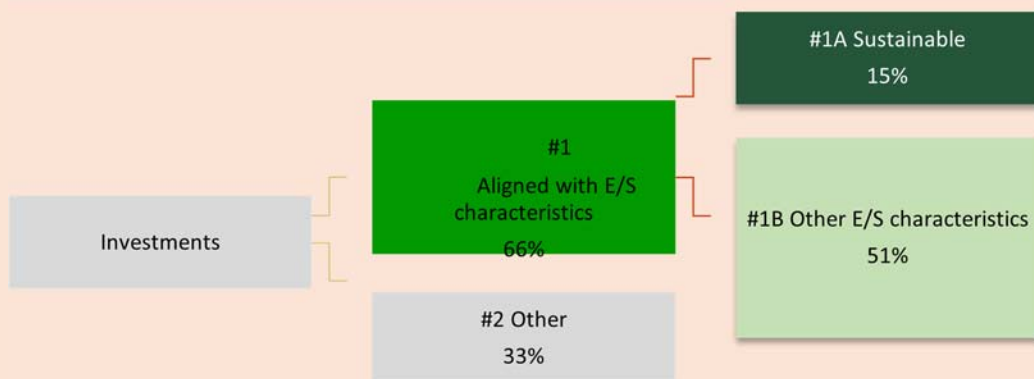 Investments
#1
Aligned with E/S
characteristics
66%
#2 Other
33%
#1A Sustainable
15%
#1B Other E/S characteristics
51%